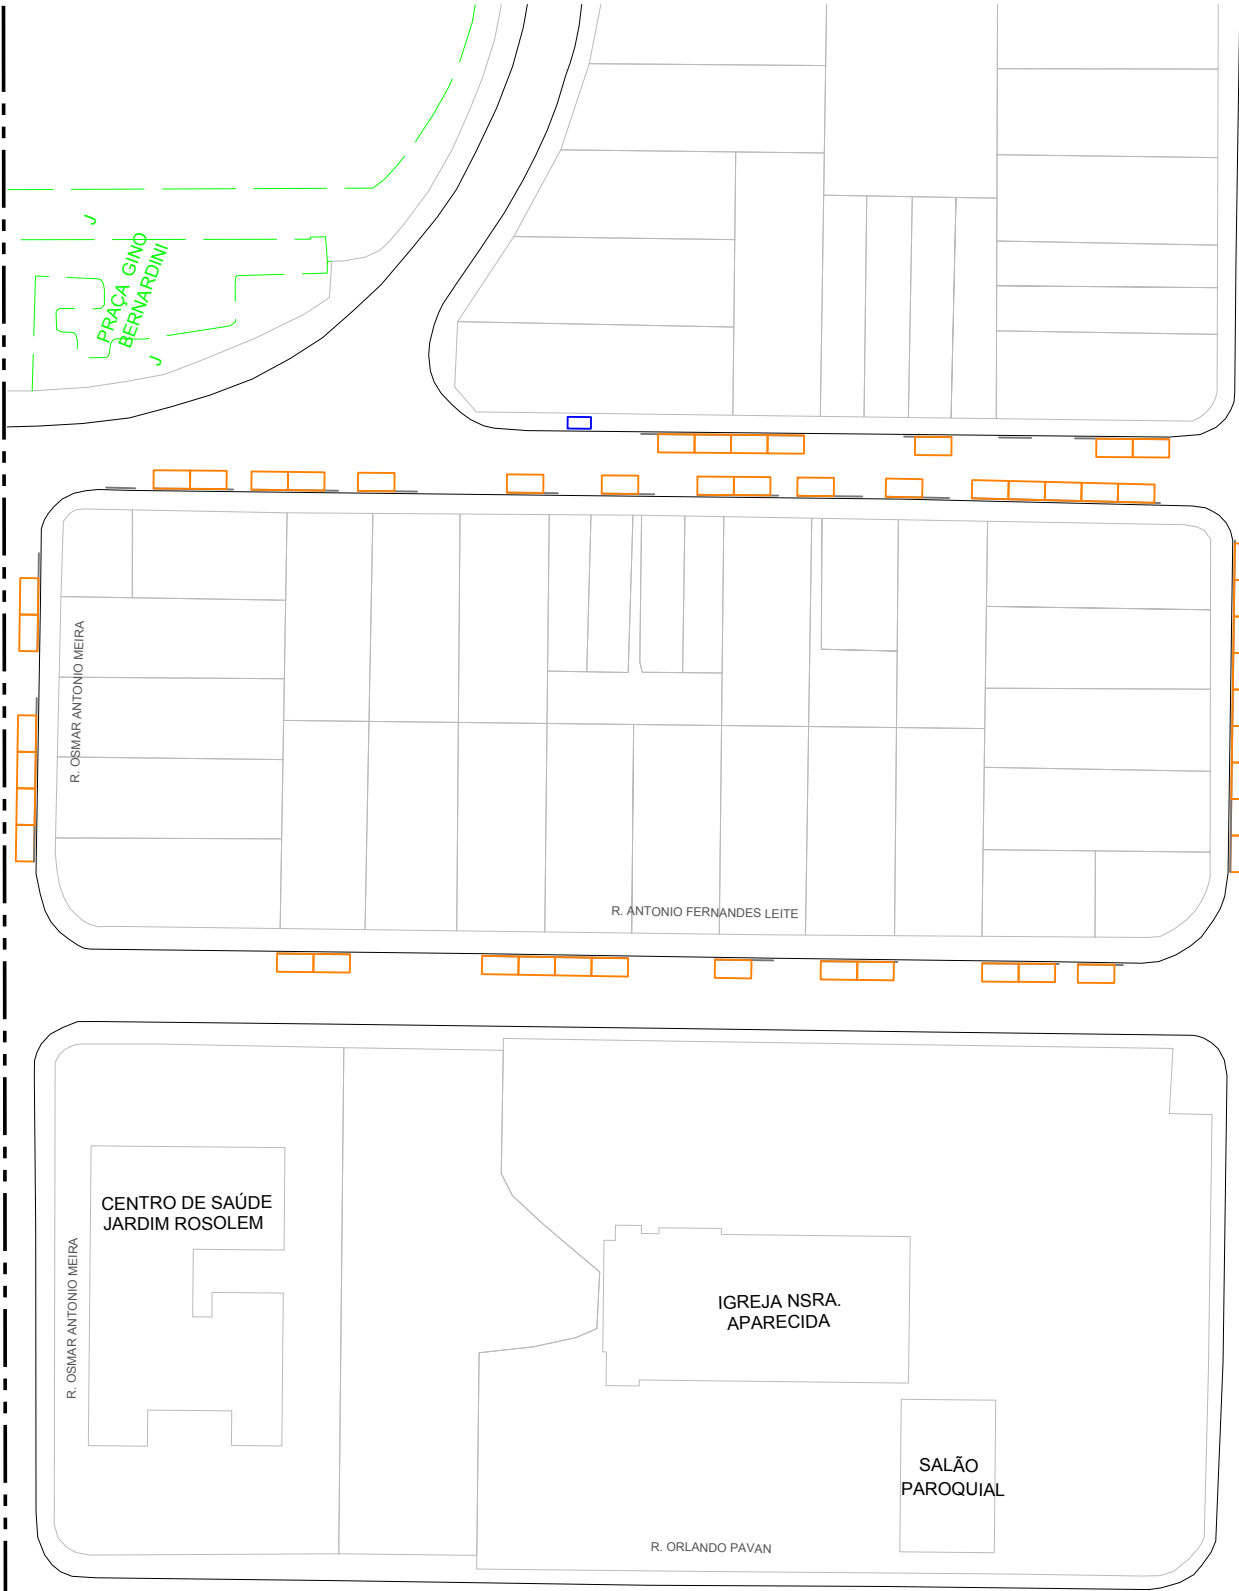 J
PRAÇA GINO
BERNARDINI
J
R. OSMAR ANTONIO MEIRA
R. ANTONIO FERNANDES LEITE
CENTRO DE SAÚDE
JARDIM ROSOLEM
R. OSMAR ANTONIO MEIRA
IGREJA NSRA.
APARECIDA
SALÃO
PAROQUIAL
R. ORLANDO PAVAN